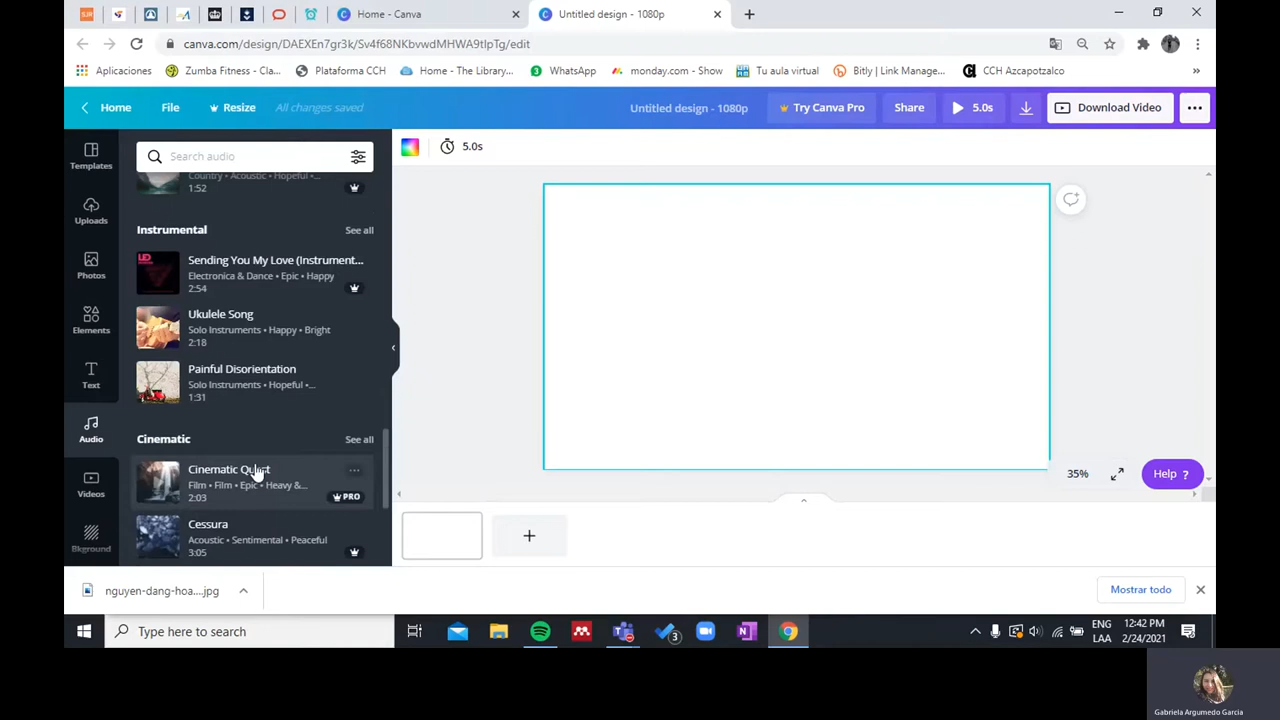 Home - Canva
Untitled design - 1080p
canva.com/design/DAEXEn7gr3k/Sv4f68NKbvwdMHWA9tlpTg/edit
Aplicaciones
Zumba Fitness - Cla...
Plataforma CCH
Home - The Library...
WhatsApp
monday.com - Show
Tu aula virtual
Bitly | Link Manage...
CCH Azcapotzalco
»
Home
File
Resize
All changes saved
Untitled design - 1080p
Try Canva Pro
Share
5.0s
Download Video
Templates
Uploads
Photos
Elements
Text
Audio
Videos
Bkground
Search audio
Country • Acoustic • Hopeful •...
1:52
Instrumental
See all
Sending You My Love (Instrument...
Electronica & Dance • Epic • Happy
2:54
Ukulele Song
Solo Instruments • Happy • Bright
2:18
Painful Disorientation
Solo Instruments • Hopeful •...
1:31
Cinematic
See all
Cinematic Quest
Film • Film • Epic • Heavy &...
2:03
PRO
Cessura
Acoustic • Sentimental • Peaceful
3:05
5.0s
35%
Help ?
nguyen-dang-hoa....jpg
Mostrar todo
Type here to search
3
ENG
LAA
12:42 PM
2/24/2021
Gabriela Argumedo Garcia